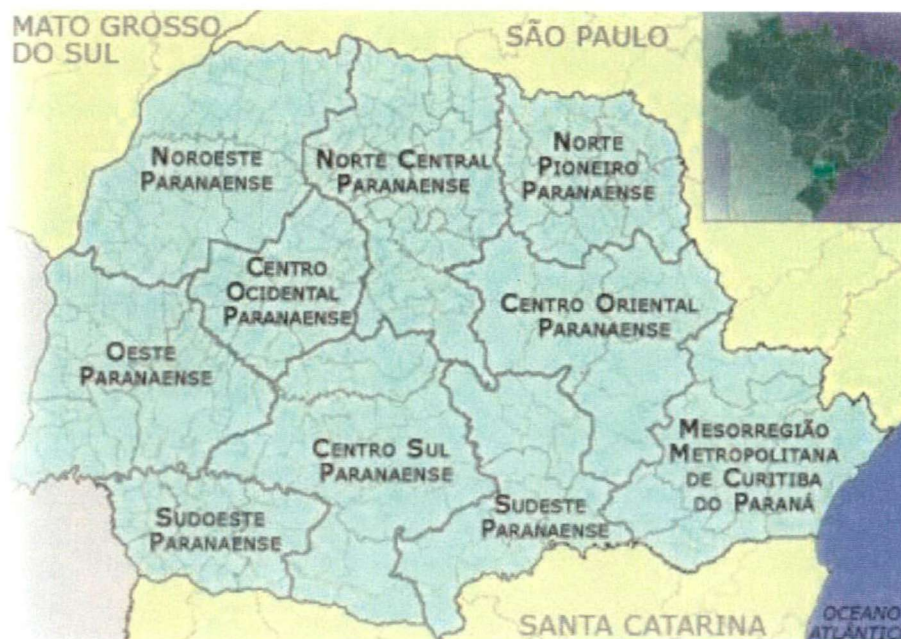 MATO GROSSO
DO SUL
SÃO PAULO
NOROESTE
PARANAENSE
NORTE CENTRAL
PARANAENSE
NORTE
PIONEIRO
PARANAENSE
CENTRO
OCIDENTAL
PARANAENSE
CENTRO ORIENTAL
PARANAENSE
OESTE
PARANAENSE
CENTRO SUL
PARANAENSE
MESORREGIÃO
METROPOLITANA
DE CURITIBA
DO PARANÁ
SUDOESTE
PARANAENSE
SUDESTE
PARANAENSE
SANTA CATARINA
OCEANO
ATLÂNTICO